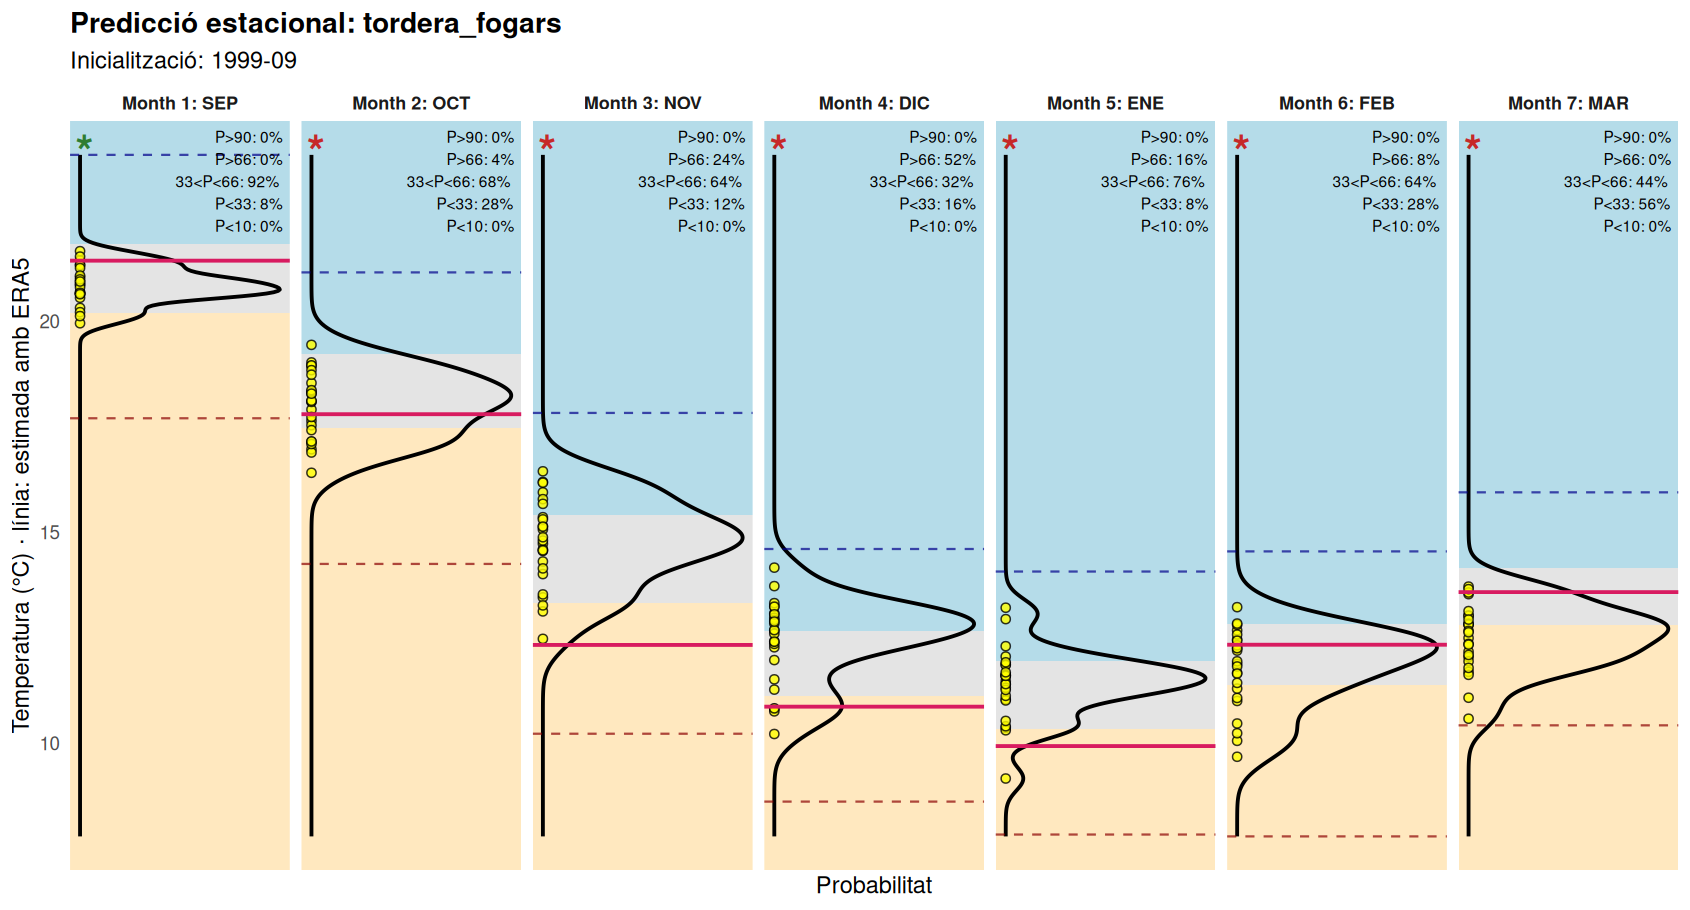 Predicció estacional: tordera_fogars
Inicialització: 1999-09
Month 1: SEP
Month 2: OCT
Month 3: NOV
Month 4: DIC
Month 5: ENE
Month 6: FEB
Month 7: MAR
*
P>90: 0%
P>66: 0%
33<P<66: 92%
P<33: 8%
P<10: 0%
*
P>90: 0%
P>66: 4%
33<P<66: 68%
P<33: 28%
P<10: 0%
*
P>90: 0%
P>66: 24%
33<P<66: 64%
P<33: 12%
P<10: 0%
*
P>90: 0%
P>66: 52%
33<P<66: 32%
P<33: 16%
P<10: 0%
*
P>90: 0%
P>66: 16%
33<P<66: 76%
P<33: 8%
P<10: 0%
*
P>90: 0%
P>66: 8%
33<P<66: 64%
P<33: 28%
P<10: 0%
*
P>90: 0%
P>66: 0%
33<P<66: 44%
P<33: 56%
P<10: 0%
Temperatura (°C) · línia: estimada amb ERA5
20
15
10
Probabilitat